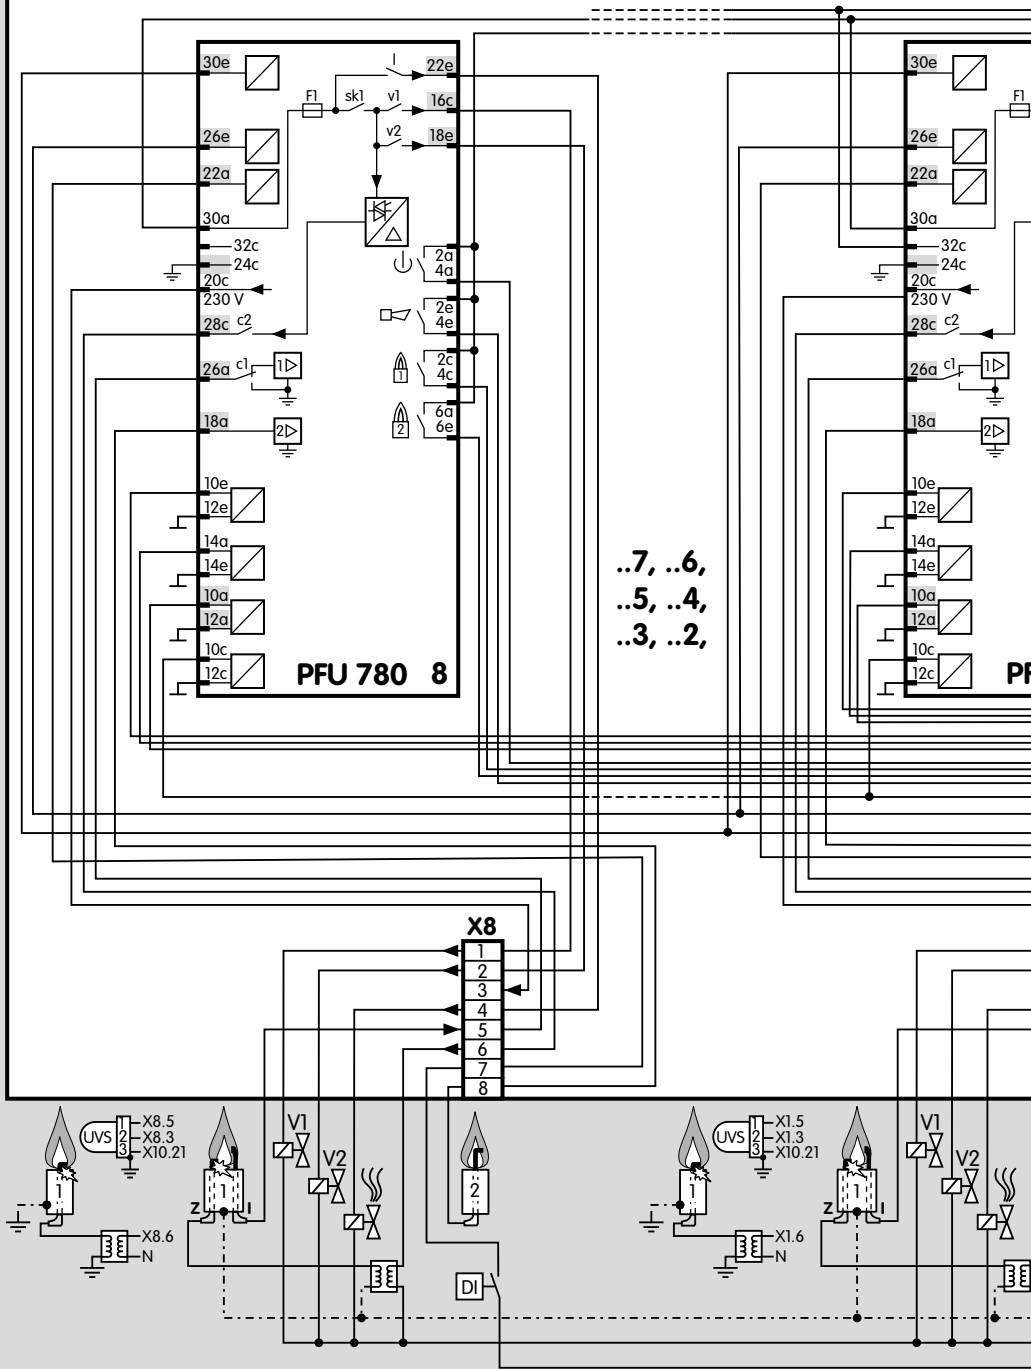 30e
26e
22a
30a
32c
24c
20c
230 V
28c c2
26a c1 1
18a 2
10e
12e
14a
14e
10a
12a
10c
12c
F1 sk1 v1
v2
22e
16c
18e
2a
4a
2e
4e
2c
4c
1
6a
6e
2
PFU 780 8
..7, ..6,
..5, ..4,
..3, ..2,
30e
F1
26e
22a
30a
32c
24c
20c
230 V
28c c2
26a c1 1
18a 2
10e
12e
14a
14e
10a
12a
10c
12c
PF
X8
1
2
3
4
5
6
7
8
1
UVS
1 X8.5
2 X8.3
3 X10.21
X8.6
N
1
Z I
V1
V2
2
DI
1
UVS
1 X1.5
2 X1.3
3 X10.21
X1.6
N
1
Z I
V1
V2